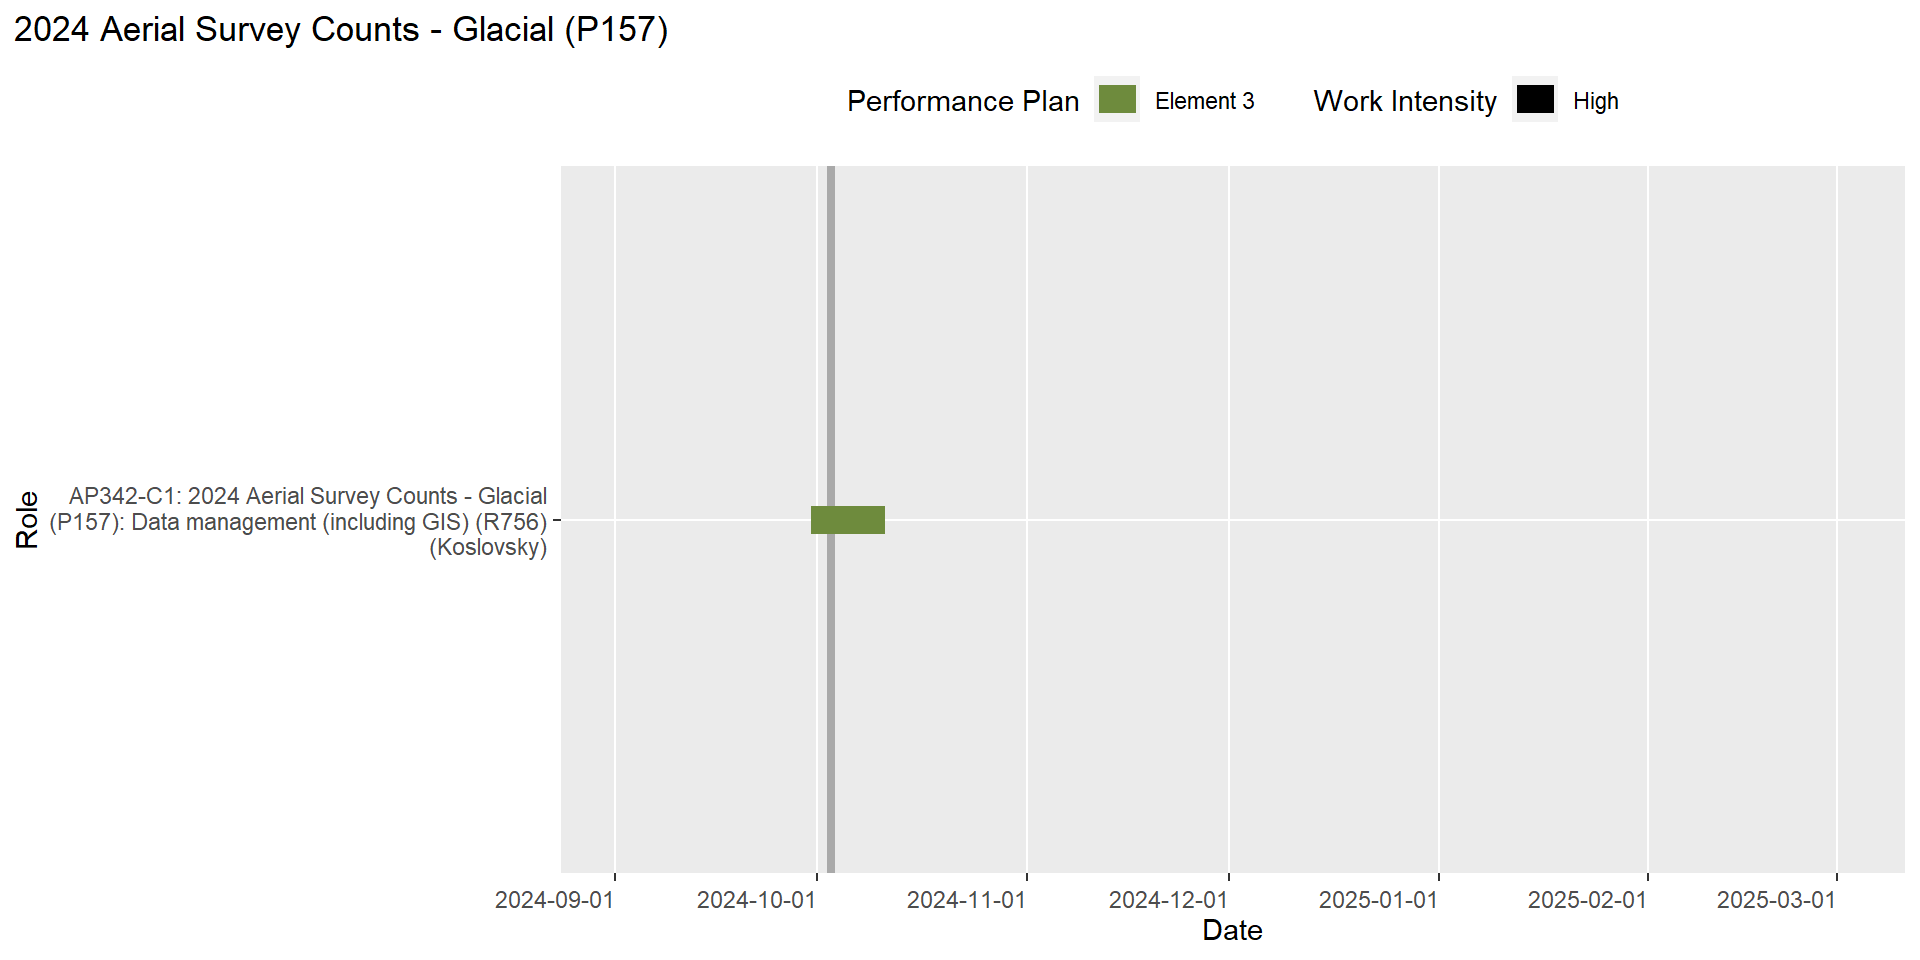 2024 Aerial Survey Counts - Glacial (P157)
Performance Plan Element 3 Work Intensity High
Role
AP342-C1: 2024 Aerial Survey Counts - Glacial
(P157): Data management (including GIS) (R756)
(Koslovsky)
2024-09-01 2024-10-01 2024-11-01 2024-12-01 2025-01-01 2025-02-01 2025-03-01
Date